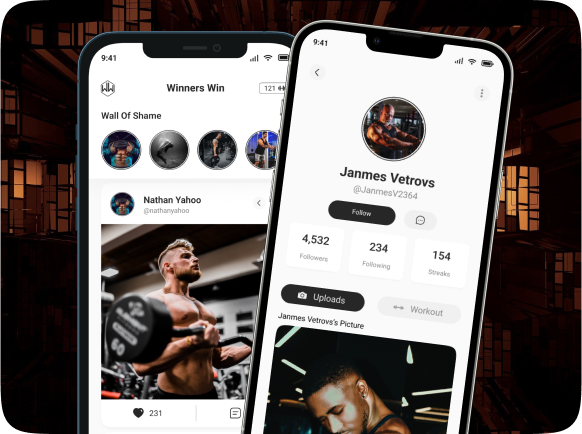 9:41
Winners Win
121
Wall Of Shame
Nathan Yahoo
@nathanyahoo
60
231
9:41
Janmes Vetrovs
@JanmesV2364
Follow
4,532
Followers
234
Following
154
Streaks
Uploads
Workout
Janmes Vetrovs's Picture